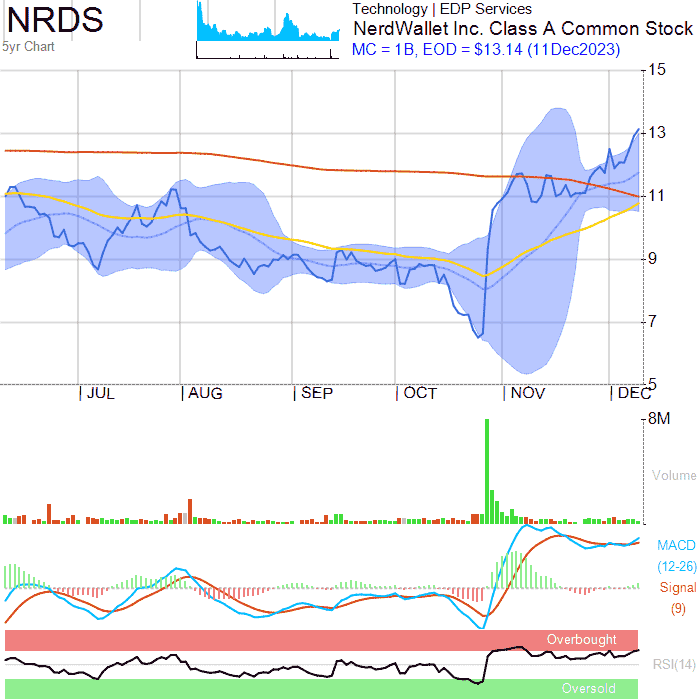 NRDS
5yr Chart
Technology | EDP Services
NerdWallet Inc. Class A Common Stock
MC = 1B, EOD = $13.14 (11Dec2023)
15
13
11
9
7
5
JUL
AUG
SEP
OCT
NOV
DEC
8M
Volume
MACD
(12-26)
Signal
(9)
Overbought
RSI(14)
Oversold